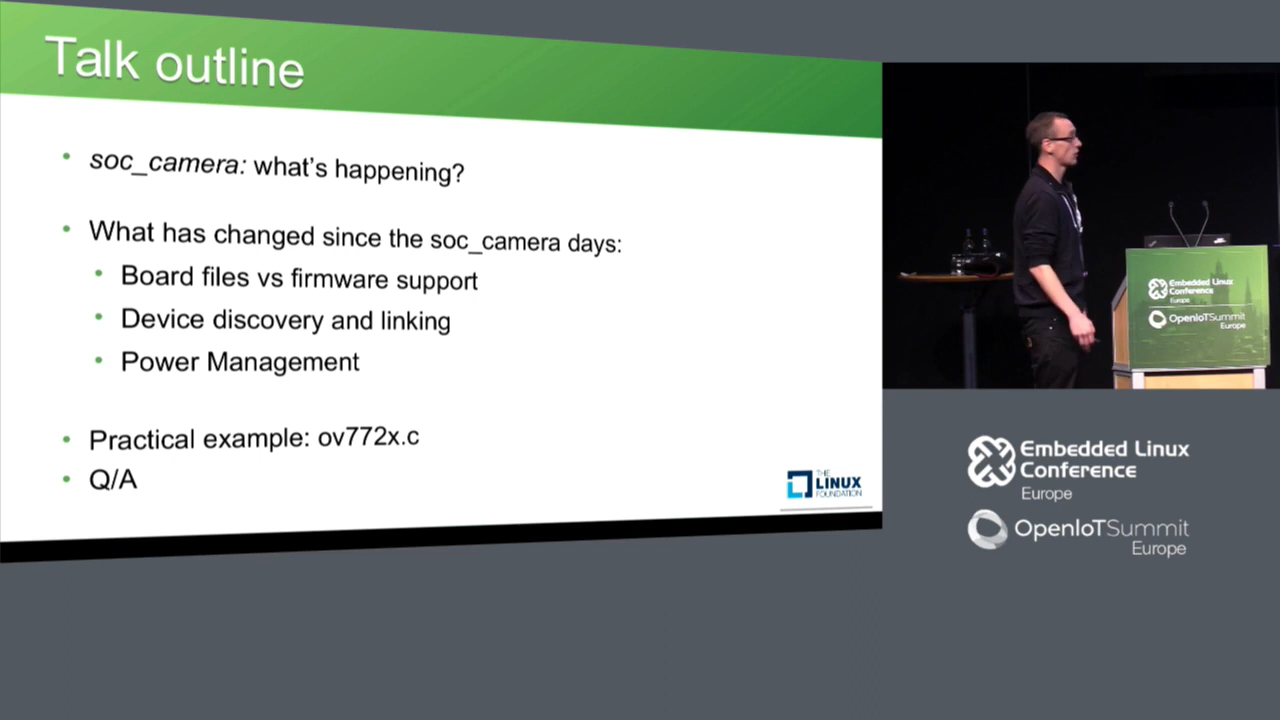 Talk outline
soc_camera: what's happening?
What has changed since the soc_camera days:
Board files vs firmware support
Device discovery and linking
Power Management
Practical example: ov772x.c
Q/A
THE
LINUX
FOUNDATION
Embedded Linux
Conference
Europe
OpenIoTSummit
Europe
Embedded Linux
Conference
Europe
OpenIoTSummit
Europe